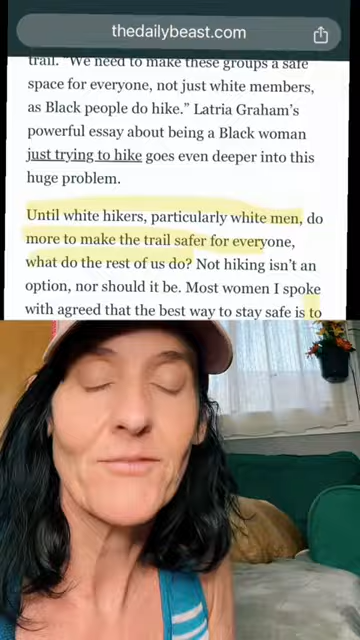 thedailybeast.com
trail. "We need to make these groups a safe
space for everyone, not just white members,
as Black people do hike." Latria Graham's
powerful essay about being a Black woman
just trying to hike goes even deeper into this
huge problem.
Until white hikers, particularly white men, do
more to make the trail safer for everyone,
what do the rest of us do? Not hiking isn't an
option, nor should it be. Most women I spoke
with agreed that the best way to stay safe is to